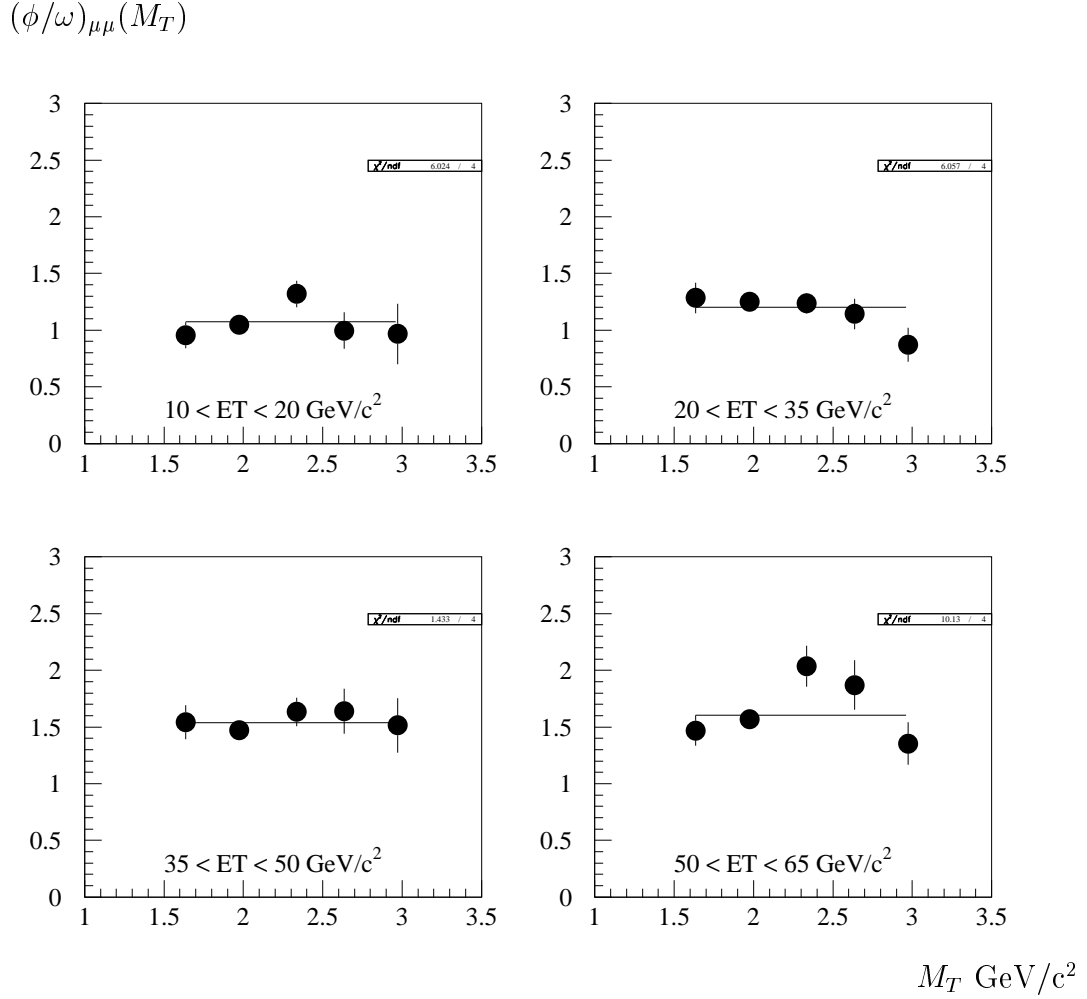 (ϕ/ω)μμ(M_T)
3
2.5
2
1.5
1
0.5
0
χ²/ndf 6.024 / 4
10 < ET < 20 GeV/c²
1 1.5 2 2.5 3 3.5
3
2.5
2
1.5
1
0.5
0
χ²/ndf 6.057 / 4
20 < ET < 35 GeV/c²
1 1.5 2 2.5 3 3.5
3
2.5
2
1.5
1
0.5
0
χ²/ndf 1.433 / 4
35 < ET < 50 GeV/c²
1 1.5 2 2.5 3 3.5
3
2.5
2
1.5
1
0.5
0
χ²/ndf 10.13 / 4
50 < ET < 65 GeV/c²
1 1.5 2 2.5 3 3.5
M_T GeV/c²